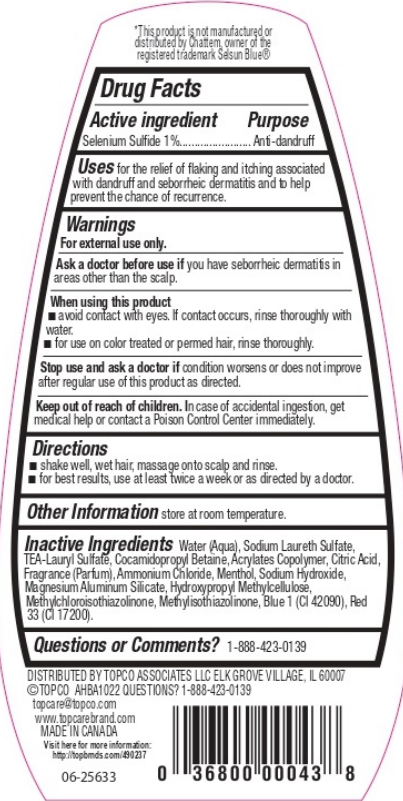 *This product is not manufactured or
distributed by Chattem, owner of the
registered trademark Selsun Blue®
Drug Facts
Active ingredient Purpose
Selenium Sulfide 1%........................ Anti-dandruff
Uses for the relief of flaking and itching associated
with dandruff and seborrheic dermatitis and to help
prevent the chance of recurrence.
Warnings
For external use only.
Ask a doctor before use if you have seborrheic dermatitis in
areas other than the scalp.
When using this product
■ avoid contact with eyes. If contact occurs, rinse thoroughly with
water.
■ for use on color treated or permed hair, rinse thoroughly.
Stop use and ask a doctor if condition worsens or does not improve
after regular use of this product as directed.
Keep out of reach of children. In case of accidental ingestion, get
medical help or contact a Poison Control Center immediately.
Directions
■ shake well, wet hair, massage onto scalp and rinse.
■ for best results, use at least twice a week or as directed by a doctor.
Other Information store at room temperature.
Inactive Ingredients Water (Aqua), Sodium Laureth Sulfate,
TEA-Lauryl Sulfate, Cocamidopropyl Betaine, Acrylates Copolymer, Citric Acid,
Fragrance (Parfum), Ammonium Chloride, Menthol, Sodium Hydroxide,
Magnesium Aluminum Silicate, Hydroxypropyl Methylcellulose,
Methylchloroisothiazolinone, Methylisothiazolinone, Blue 1 (CI 42090), Red
33 (CI 17200).
Questions or Comments? 1-888-423-0139
DISTRIBUTED BY TOPCO ASSOCIATES LLC ELK GROVE VILLAGE, IL 60007
©TOPCO AHBA1022 QUESTIONS? 1-888-423-0139
topcare@topco.com
www.topcarebrand.com
MADE IN CANADA
Visit here for more information:
http://topbmds.com/490237
06-25633
0 36800 00043 8